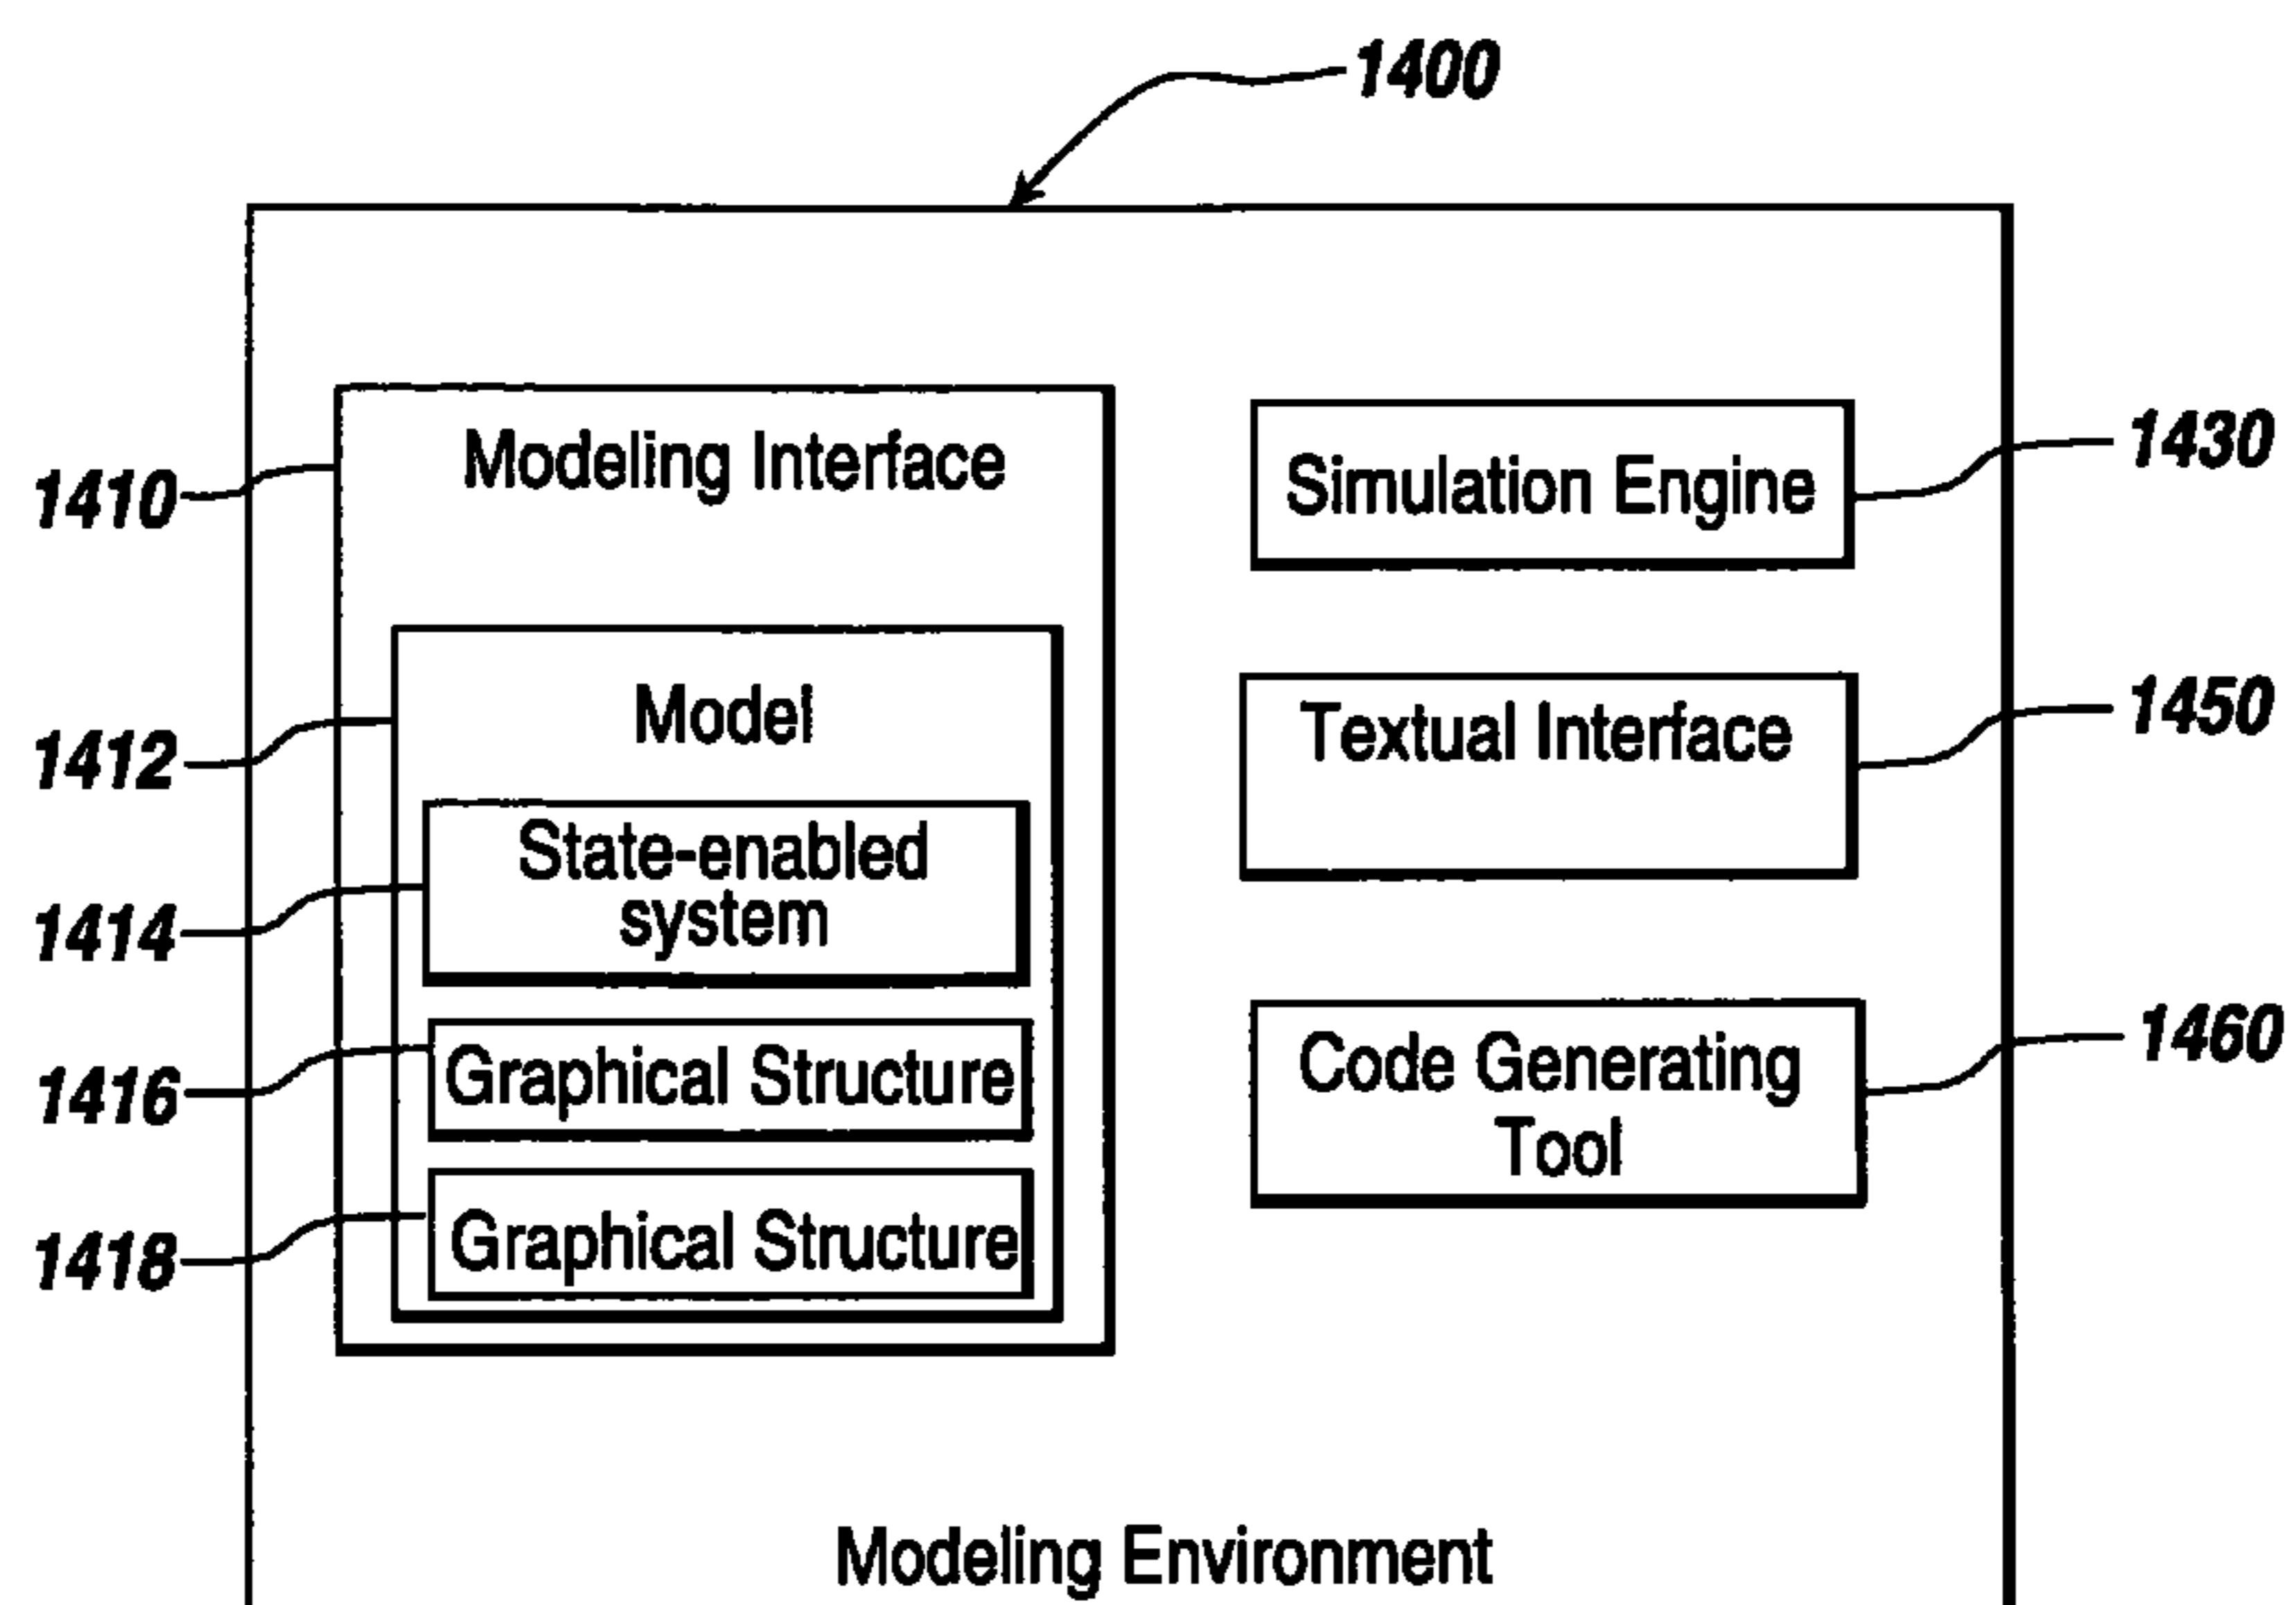 1400
Modeling Interface
1410
Simulation Engine
1430
Model
1412
Textual Interface
1450
State-enabled
system
1414
Graphical Structure
1416
Code Generating
Tool
1460
Graphical Structure
1418
Modeling Environment